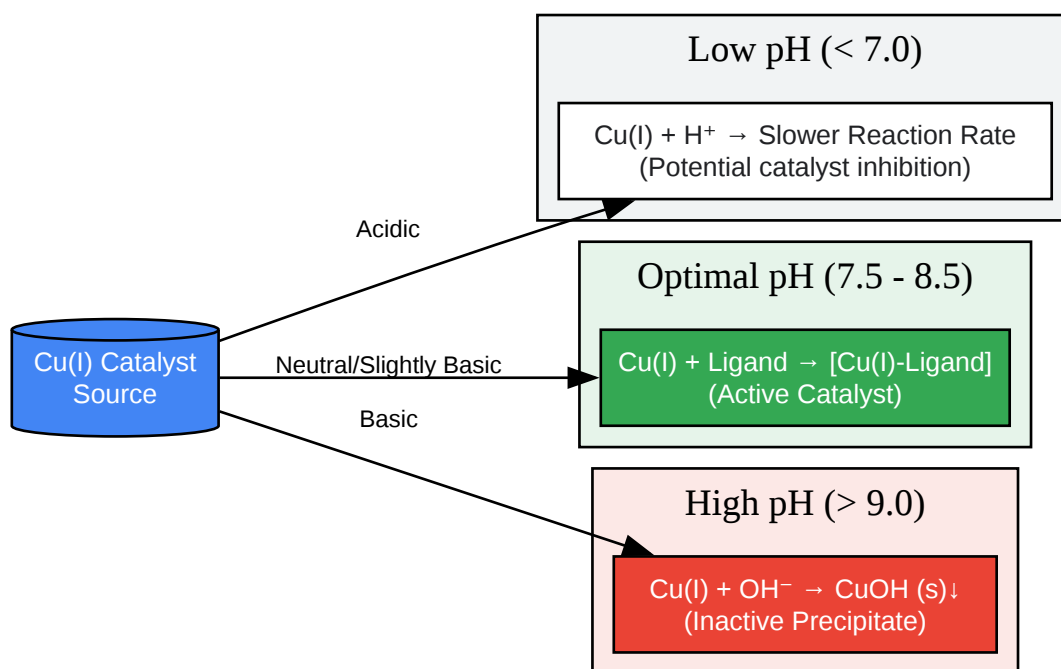 Low pH (< 7.0)
Cu(I) + H⁺ → Slower Reaction Rate
(Potential catalyst inhibition)
Acidic
Optimal pH (7.5 - 8.5)
Cu(I) Catalyst
Source
Neutral/Slightly Basic
Cu(I) + Ligand → [Cu(I)-Ligand]
(Active Catalyst)
Basic
High pH (> 9.0)
Cu(I) + OH⁻ → CuOH (s)↓
(Inactive Precipitate)